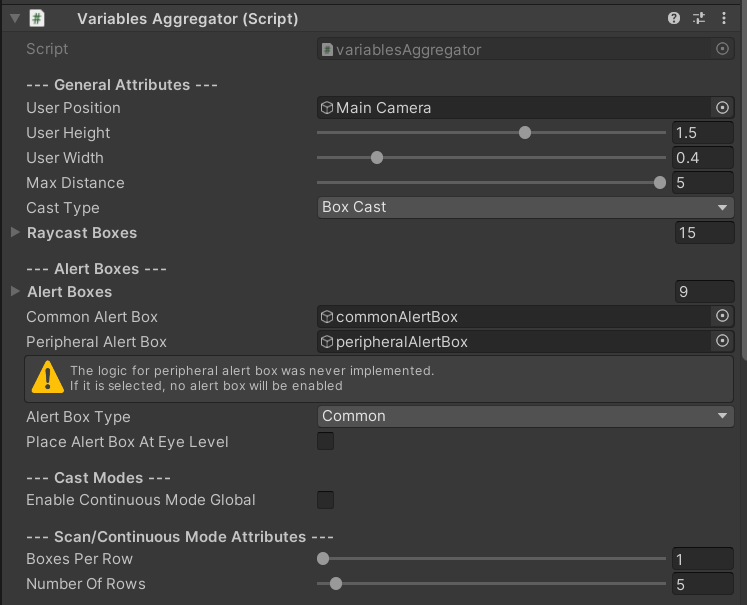 Variables Aggregator (Script)
Script variablesAggregator
--- General Attributes ---
User Position Main Camera
User Height 1.5
User Width 0.4
Max Distance 5
Cast Type Box Cast
Raycast Boxes 15
--- Alert Boxes ---
Alert Boxes 9
Common Alert Box commonAlertBox
Peripheral Alert Box peripheralAlertBox
The logic for peripheral alert box was never implemented.
If it is selected, no alert box will be enabled
Alert Box Type Common
Place Alert Box At Eye Level
--- Cast Modes ---
Enable Continuous Mode Global
--- Scan/Continuous Mode Attributes ---
Boxes Per Row 1
Number Of Rows 5